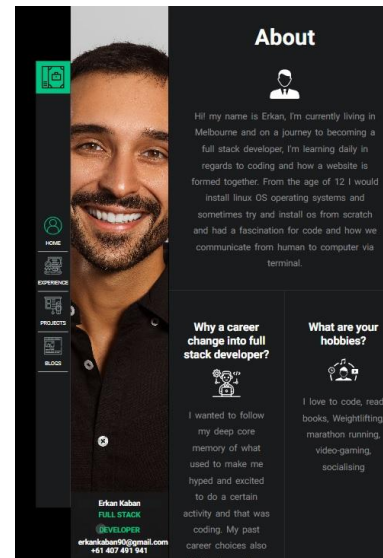 About
Hi! my name is Erkan, I'm currently living in
Melbourne and on a journey to becoming a
full stack developer, I'm learning daily in
regards to coding and how a website is
formed together. From the age of 12 I would
install linux OS operating systems and
sometimes try and install os from scratch
and had a fascination for code and how we
communicate from human to computer via
terminal.
HOME
EXPERIENCE
PROJECTS
BLOGS
Why a career
change into full
stack developer?
I wanted to follow
my deep core
memory of what
used to make me
hyped and excited
to do a certain
activity and that was
coding. My past
career choices also
What are your
hobbies?
I love to code, read
books, Weightlifting
marathon running,
video-gaming,
socialising
Erkan Kaban
FULL STACK
DEVELOPER
erkankaban90@gmail.com
+61 407 491 941